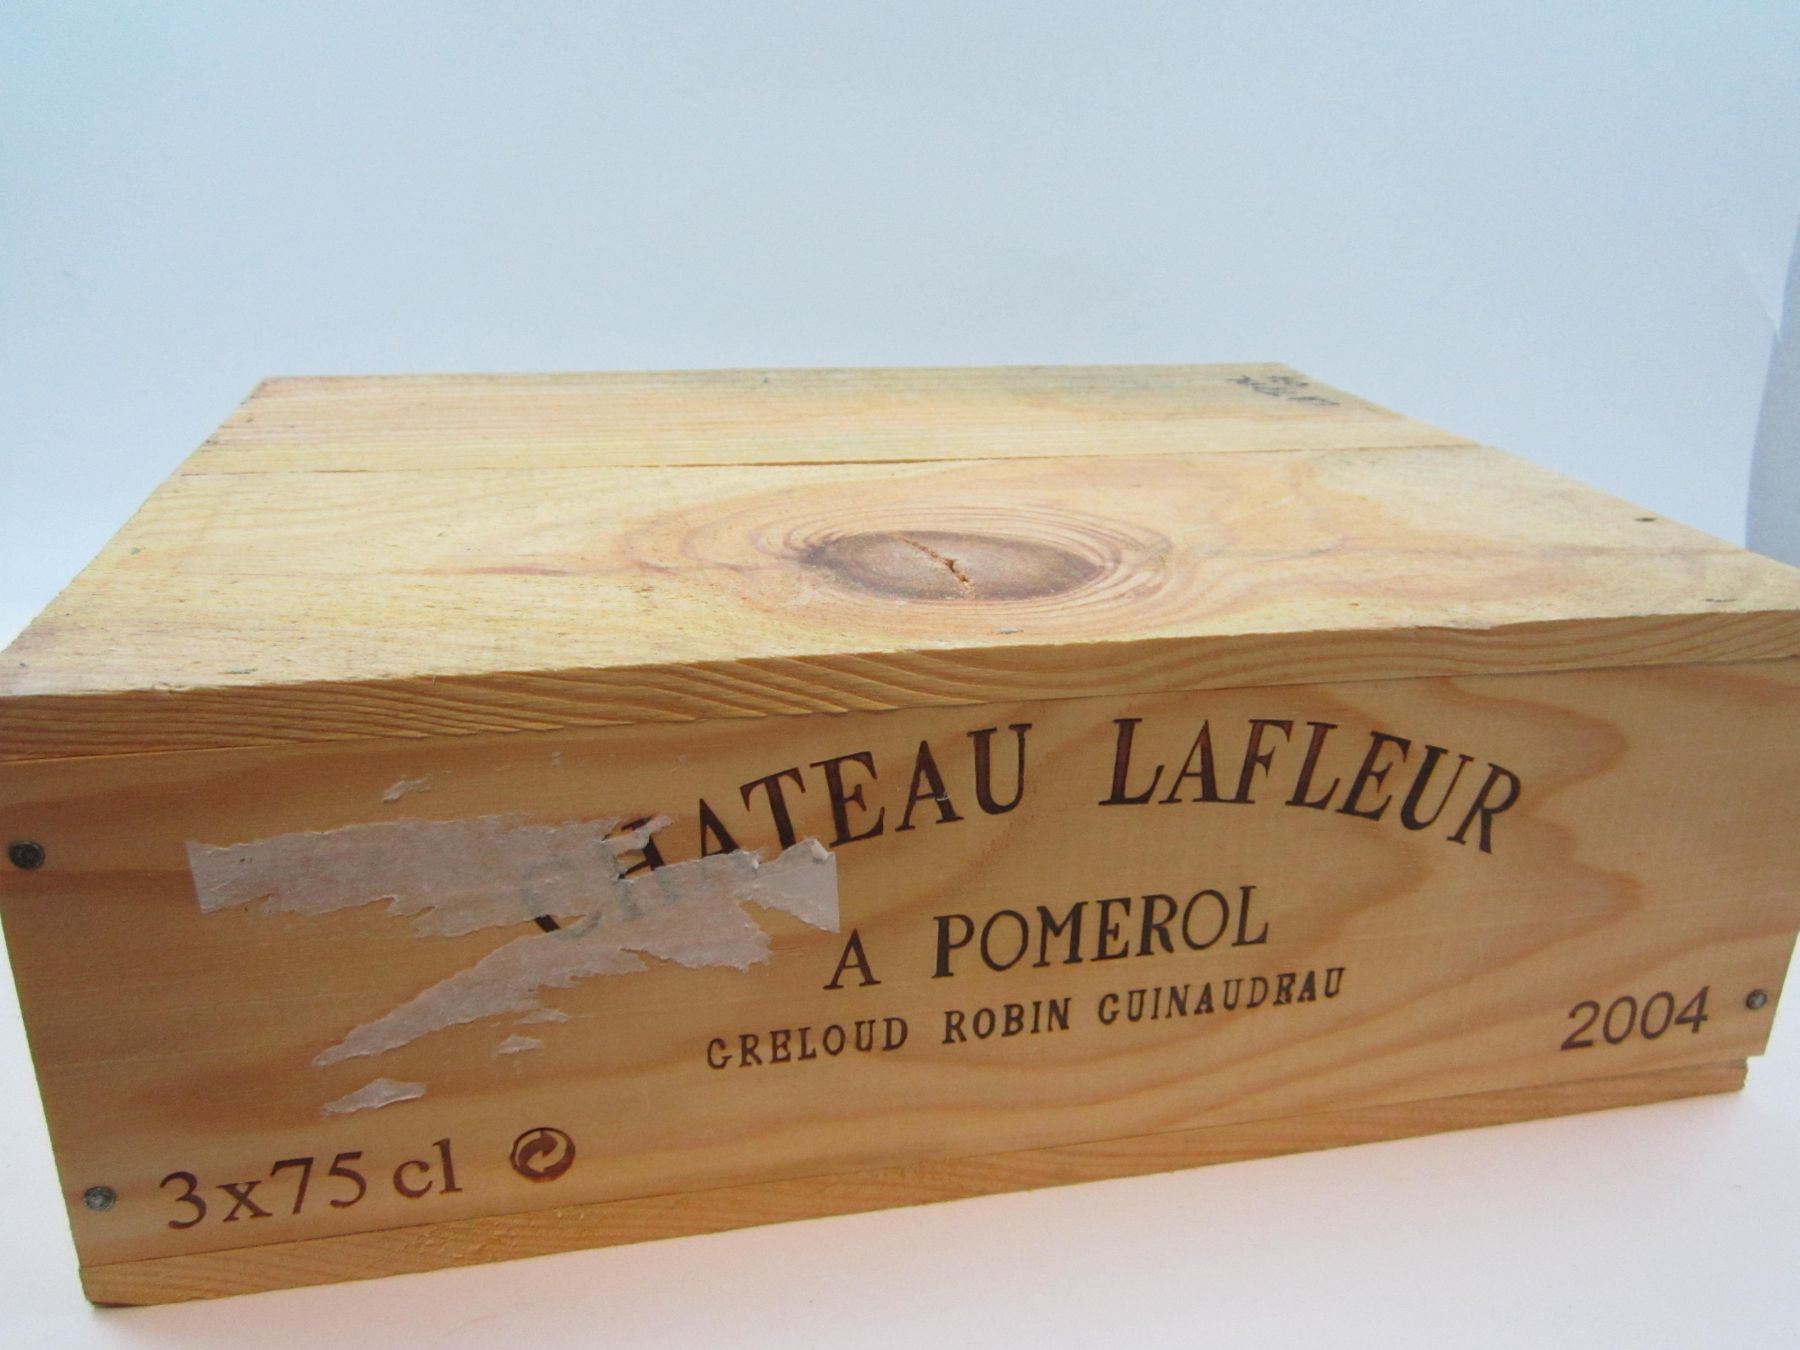 CHATEAU LAFLEUR
A POMEROL
GRELOUD ROBIN GUINAUDEAU
2004
3x75 cl